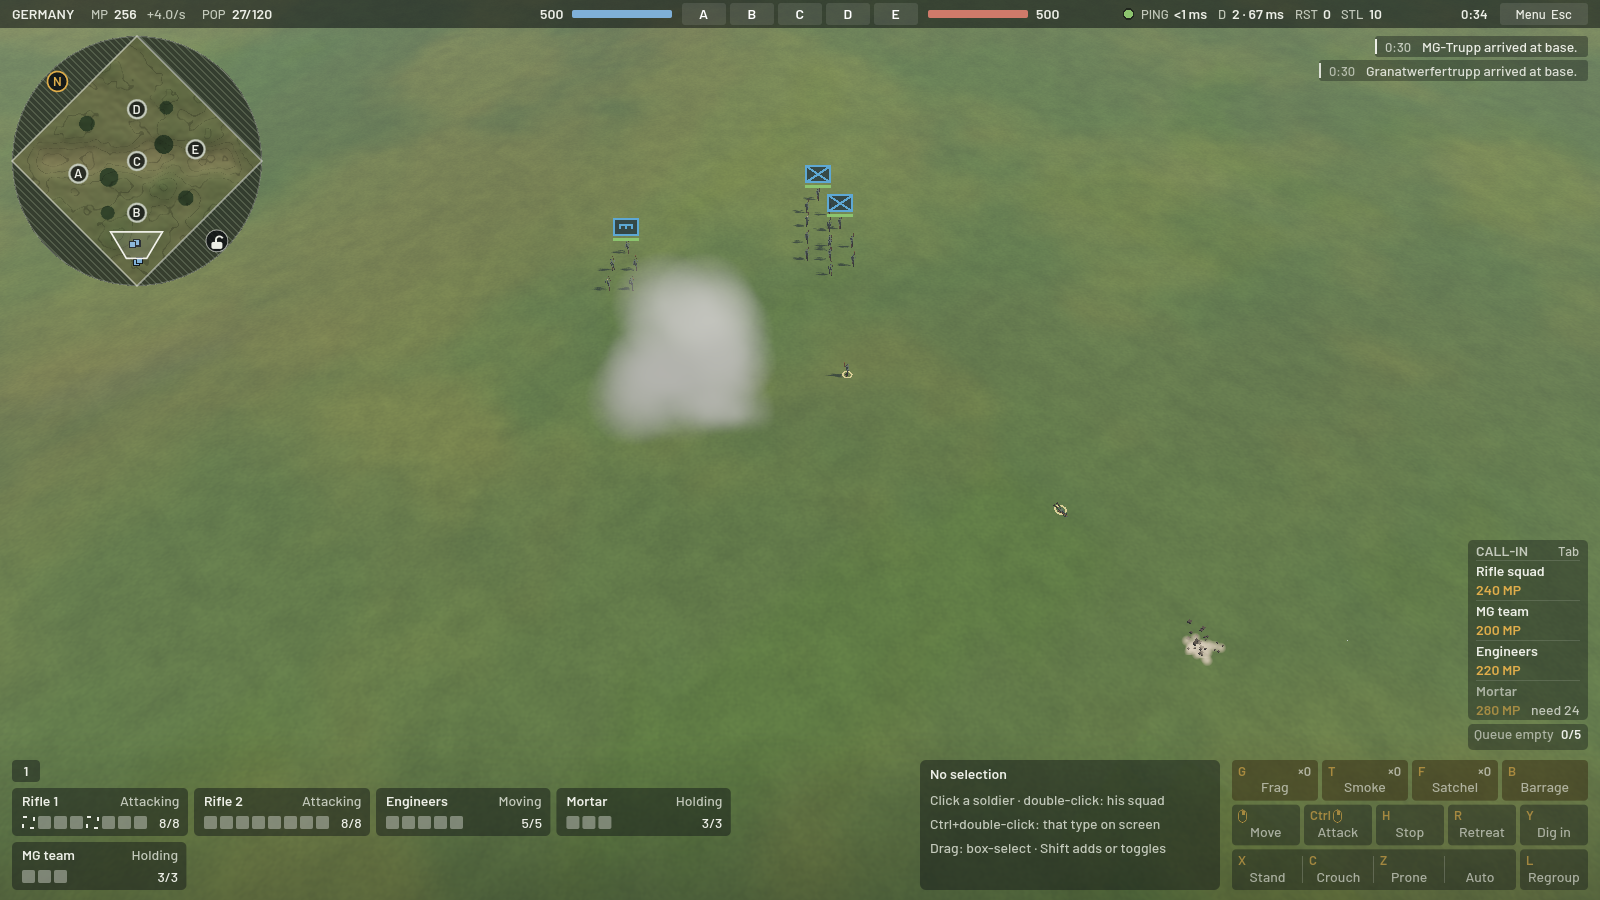 GERMANY MP 256 +4.0/s POP 27/120
500 A B C D E 500
PING <1 ms D 2 · 67 ms RST 0 STL 10
0:34 Menu Esc
0:30 MG-Trupp arrived at base.
0:30 Granatwerfertrupp arrived at base.
N
D
E
C
A
B
CALL-IN Tab
Rifle squad
240 MP
MG team
200 MP
Engineers
220 MP
Mortar
280 MP need 24
Queue empty 0/5
1
Rifle 1 Attacking
8/8
Rifle 2 Attacking
8/8
Engineers Moving
5/5
Mortar Holding
3/3
MG team Holding
3/3
No selection
Click a soldier · double-click: his squad
Ctrl+double-click: that type on screen
Drag: box-select · Shift adds or toggles
G ×0
Frag
T ×0
Smoke
F ×0
Satchel
B
Barrage
Move
Ctrl
Attack
H
Stop
R
Retreat
Y
Dig in
X
Stand
C
Crouch
Z
Prone
Auto
L
Regroup